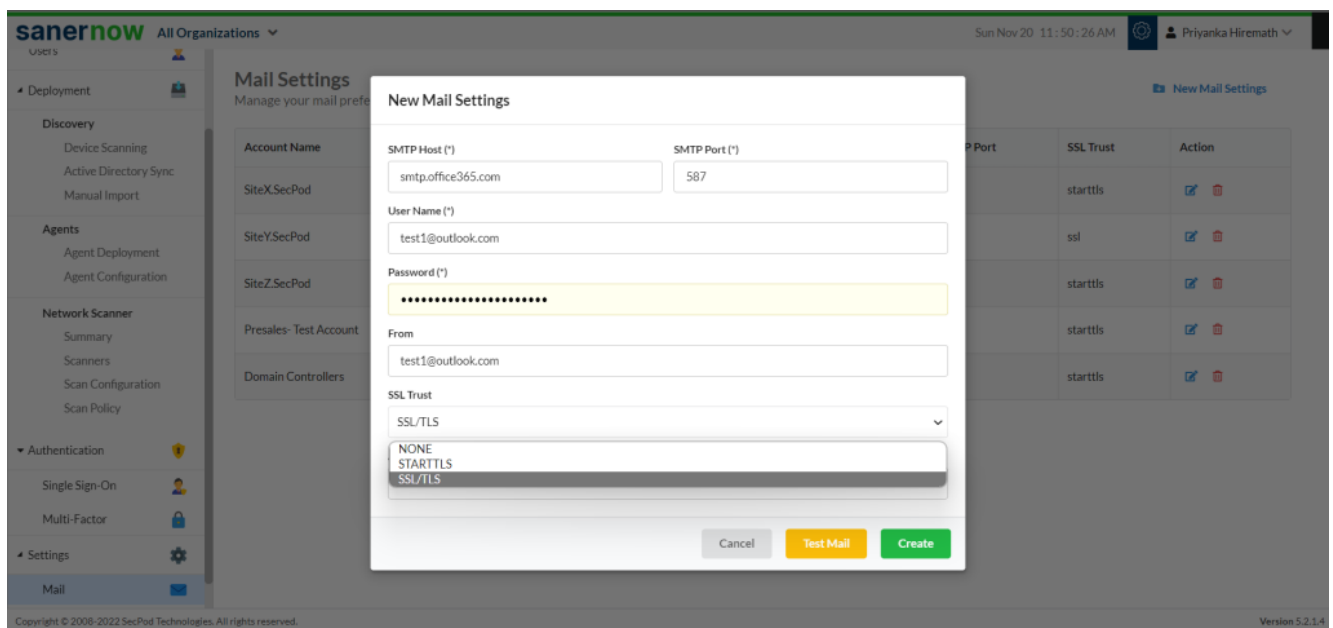 sanernow All Organizations
Sun Nov 20 11:50:26 AM
Priyanka Hiremath
Users
Deployment
Discovery
Device Scanning
Active Directory Sync
Manual Import
Agents
Agent Deployment
Agent Configuration
Network Scanner
Summary
Scanners
Scan Configuration
Scan Policy
Authentication
Single Sign-On
Multi-Factor
Settings
Mail
Mail Settings
Manage your mail prefe
New Mail Settings
Account Name
P Port SSL Trust Action
SiteX.SecPod starttls
SiteY.SecPod ssl
SiteZ.SecPod starttls
Presales- Test Account starttls
Domain Controllers starttls
New Mail Settings
SMTP Host (*) SMTP Port (*)
smtp.office365.com 587
User Name (*)
test1@outlook.com
Password (*)
••••••••••••••••••••••
From
test1@outlook.com
SSL Trust
SSL/TLS
NONE
STARTTLS
SSL/TLS
Cancel Test Mail Create
Copyright © 2008-2022 SecPod Technologies. All rights reserved.
Version 5.2.1.4